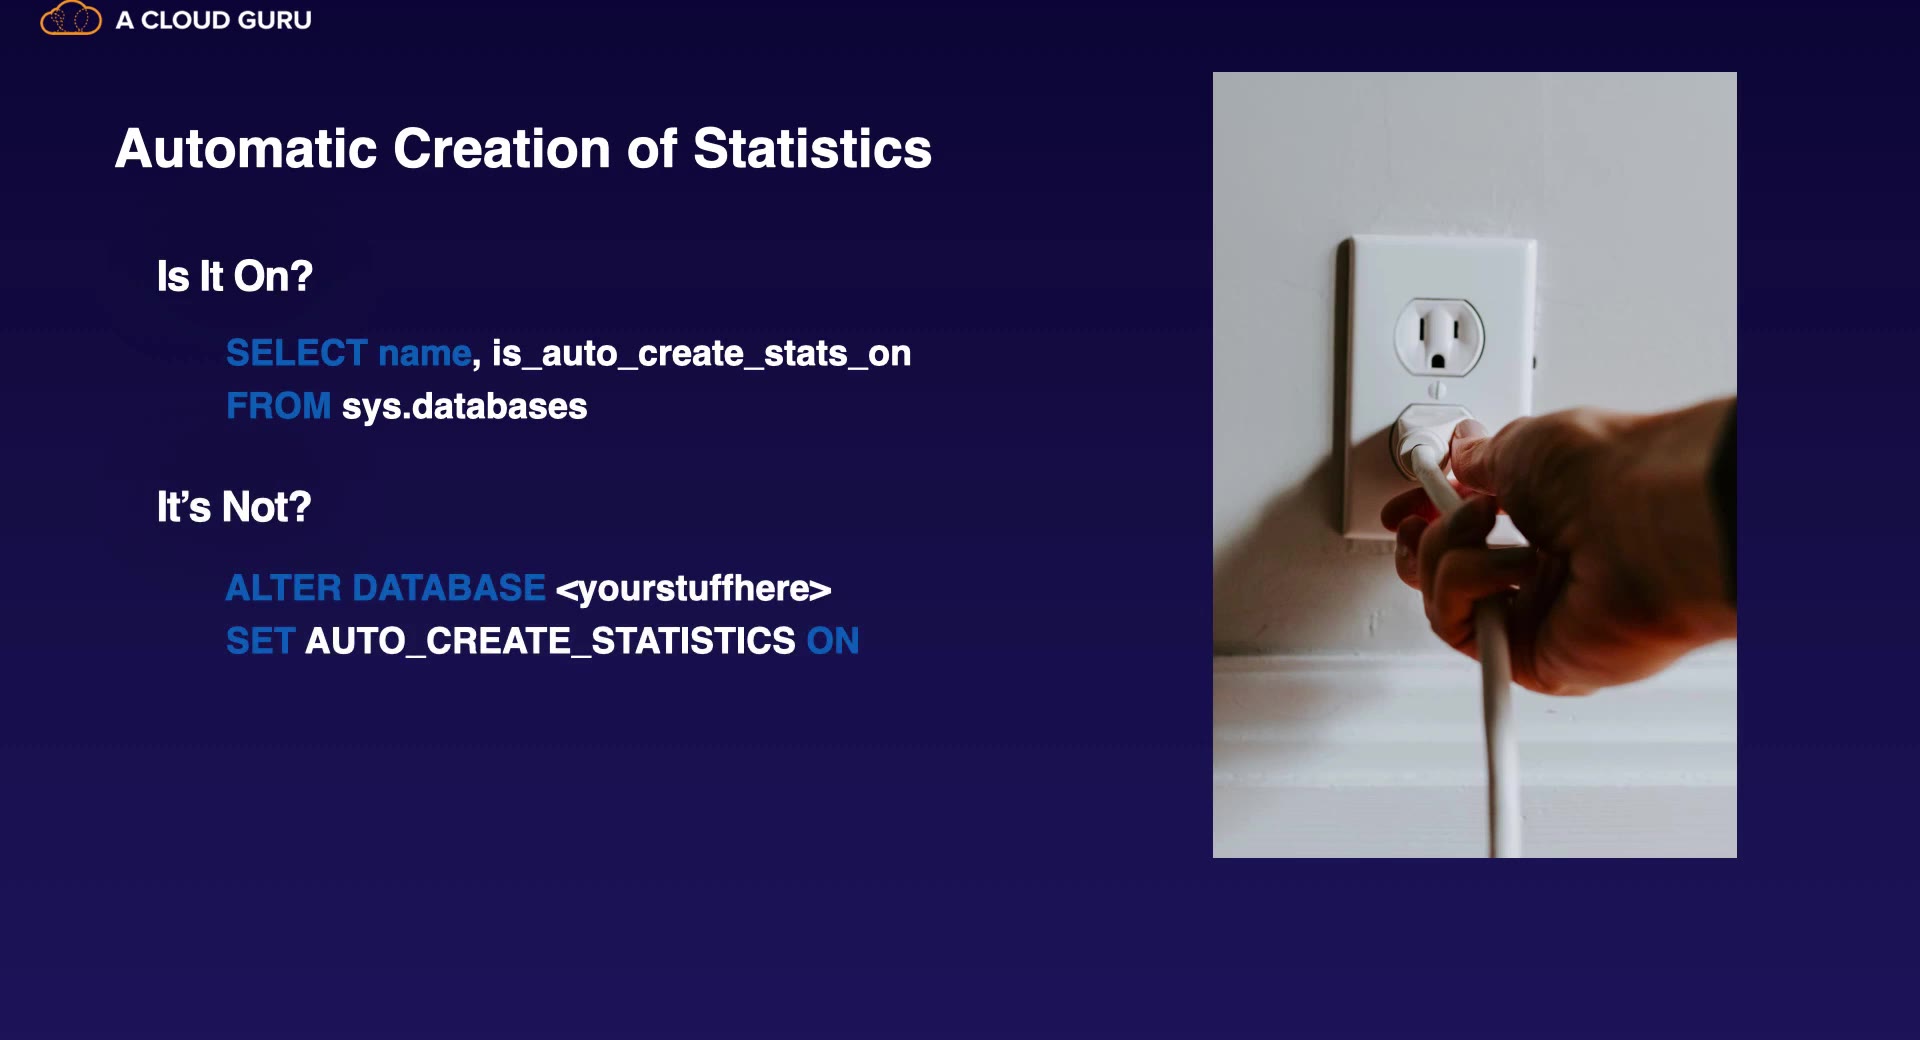 A CLOUD GURU
Automatic Creation of Statistics
Is It On?
SELECT name, is_auto_create_stats_on
FROM sys.databases
It’s Not?
ALTER DATABASE <yourstuffhere>
SET AUTO_CREATE_STATISTICS ON